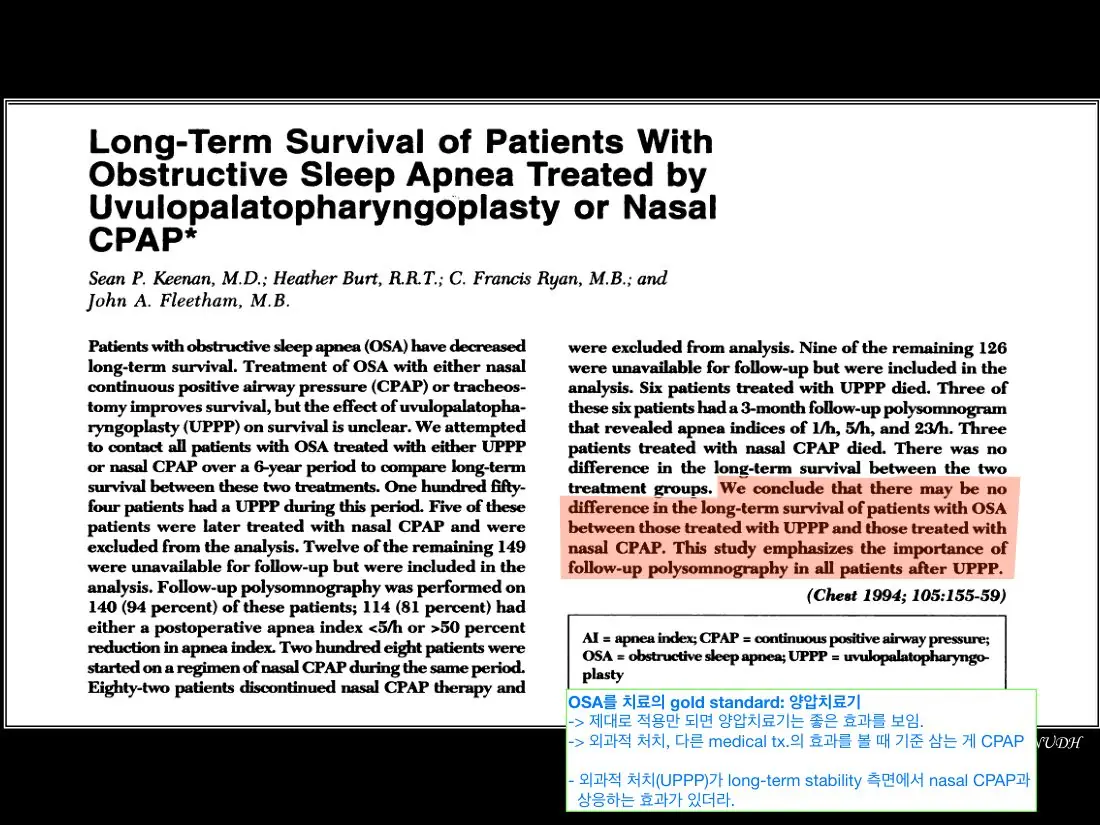 Long-Term Survival of Patients With
Obstructive Sleep Apnea Treated by
Uvulopalatopharyngoplasty or Nasal
CPAP*
Sean P. Keenan, M.D.; Heather Burt, R.R.T.; C. Francis Ryan, M.B.; and
John A. Fleetham, M.B.
Patients with obstructive sleep apnea (OSA) have decreased
long-term survival. Treatment of OSA with either nasal
continuous positive airway pressure (CPAP) or tracheos-
tomy improves survival, but the effect of uvulopalatopha-
ryngoplasty (UPPP) on survival is unclear. We attempted
to contact all patients with OSA treated with either UPPP
or nasal CPAP over a 6-year period to compare long-term
survival between these two treatments. One hundred fifty-
four patients had a UPPP during this period. Five of these
patients were later treated with nasal CPAP and were
excluded from the analysis. Twelve of the remaining 149
were unavailable for follow-up but were included in the
analysis. Follow-up polysomnography was performed on
140 (94 percent) of these patients; 114 (81 percent) had
either a postoperative apnea index <5/h or >50 percent
reduction in apnea index. Two hundred eight patients were
started on a regimen of nasal CPAP during the same period.
Eighty-two patients discontinued nasal CPAP therapy and
were excluded from analysis. Nine of the remaining 126
were unavailable for follow-up but were included in the
analysis. Six patients treated with UPPP died. Three of
these six patients had a 3-month follow-up polysomnogram
that revealed apnea indices of 1/h, 5/h, and 23/h. Three
patients treated with nasal CPAP died. There was no
difference in the long-term survival between the two
treatment groups. We conclude that there may be no
difference in the long-term survival of patients with OSA
between those treated with UPPP and those treated with
nasal CPAP. This study emphasizes the importance of
follow-up polysomnography in all patients after UPPP.
(Chest 1994; 105:155-59)
AI = apnea index; CPAP = continuous positive airway pressure;
OSA = obstructive sleep apnea; UPPP = uvulopalatopharyngo-
plasty
OSA를 치료의 gold standard: 양압치료기
-> 제대로 적용만 되면 양압치료기는 좋은 효과를 보임.
-> 외과적 처치, 다른 medical tx.의 효과를 볼 때 기준 삼는 게 CPAP
- 외과적 처치(UPPP)가 long-term stability 측면에서 nasal CPAP과
상응하는 효과가 있더라.